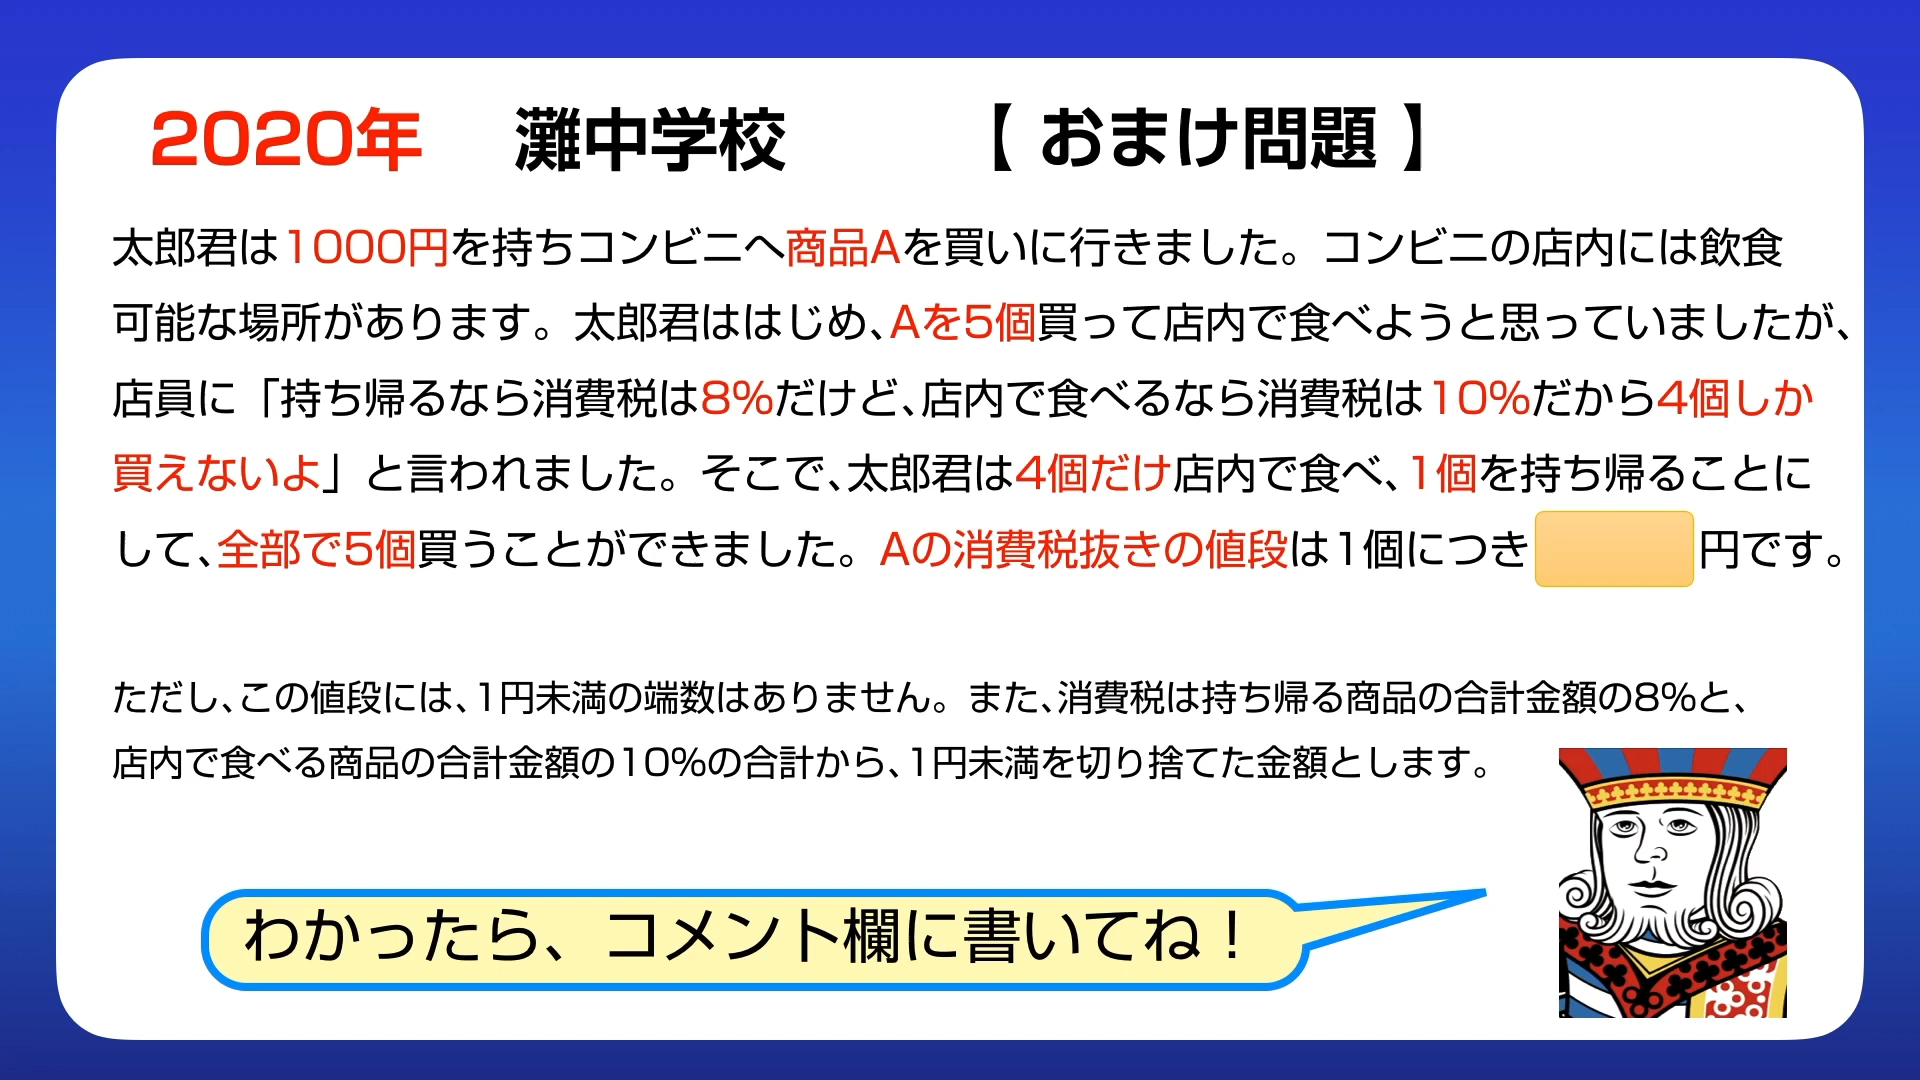 2020年 灘中学校 【 おまけ問題 】
太郎君は1000円を持ちコンビニへ商品Aを買いに行きました。コンビニの店内には飲食
可能な場所があります。太郎君ははじめ、Aを5個買って店内で食べようと思っていましたが、
店員に「持ち帰るなら消費税は8%だけど、店内で食べるなら消費税は10%だから4個しか
買えないよ」と言われました。そこで、太郎君は4個だけ店内で食べ、1個を持ち帰ることに
して、全部で5個買うことができました。Aの消費税抜きの値段は1個につき 円です。
ただし、この値段には、1円未満の端数はありません。また、消費税は持ち帰る商品の合計金額の8%と、
店内で食べる商品の合計金額の10%の合計から、1円未満を切り捨てた金額とします。
わかったら、コメント欄に書いてね！